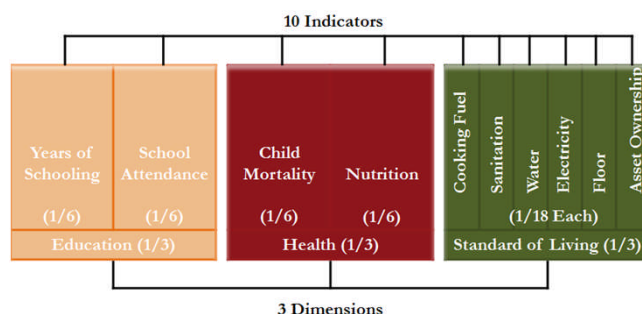 10 Indicators
Years of
Schooling
(1/6)
School
Attendance
(1/6)
Education (1/3)
Child
Mortality
(1/6)
Nutrition
(1/6)
Health (1/3)
Cooking Fuel
Sanitation
Water
Electricity
Floor
Asset Ownership
(1/18 Each)
Standard of Living (1/3)
3 Dimensions